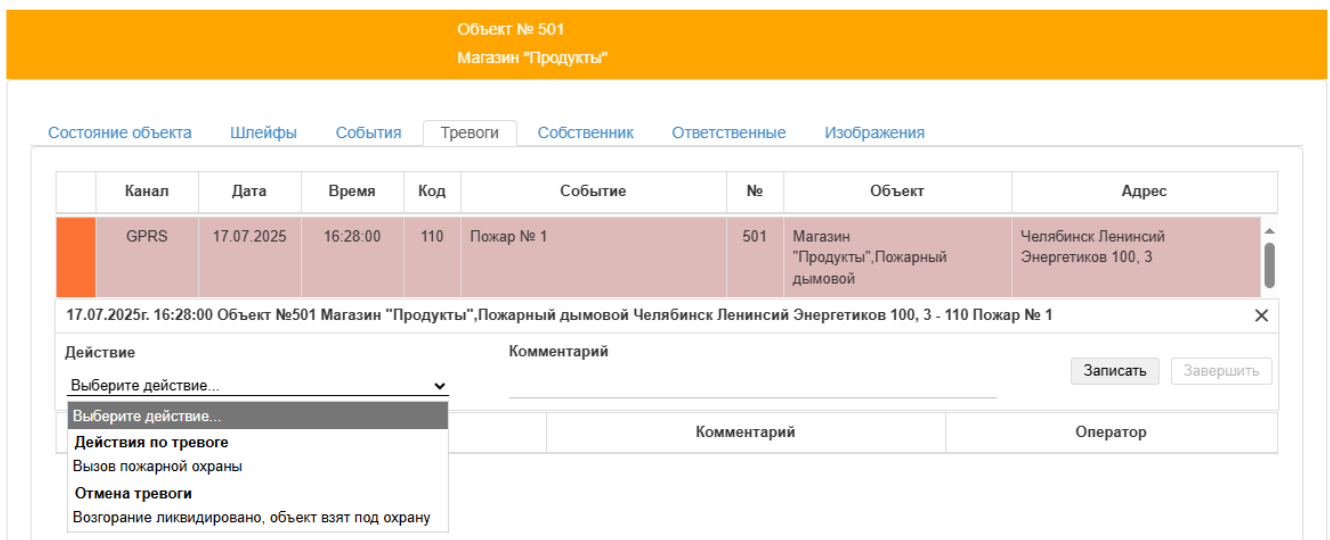 Объект № 501
Магазин "Продукты"
Состояние объекта Шлейфы События Тревоги Собственник Ответственные Изображения
Канал Дата Время Код Событие № Объект Адрес
GPRS 17.07.2025 16:28:00 110 Пожар № 1 501 Магазин Челябинск Ленинсий
"Продукты",Пожарный Энергетиков 100, 3
дымовой
17.07.2025г. 16:28:00 Объект №501 Магазин "Продукты",Пожарный дымовой Челябинск Ленинсий Энергетиков 100, 3 - 110 Пожар № 1
Действие Комментарий
Выберите действие... Записать Завершить
Выберите действие...
Комментарий Оператор
Действия по тревоге
Вызов пожарной охраны
Отмена тревоги
Возгорание ликвидировано, объект взят под охрану